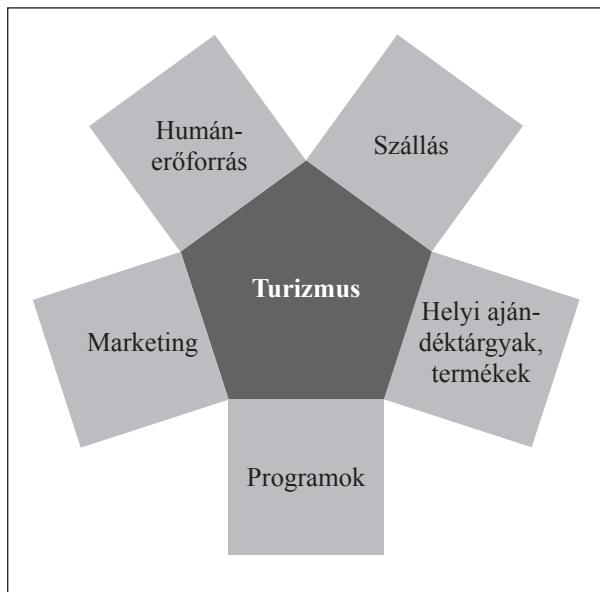 Humán-
erőforrás
Szállás
Turizmus
Helyi aján-
déktárgyak,
termékek
Marketing
Programok